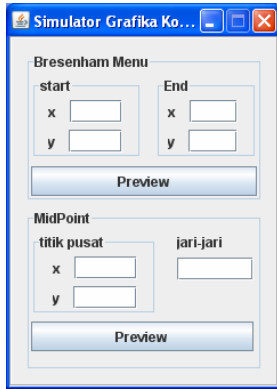 Simulator Grafika Ko...
Bresenham Menu
start End
x x
y y
Preview
MidPoint
titik pusat jari-jari
x
y
Preview